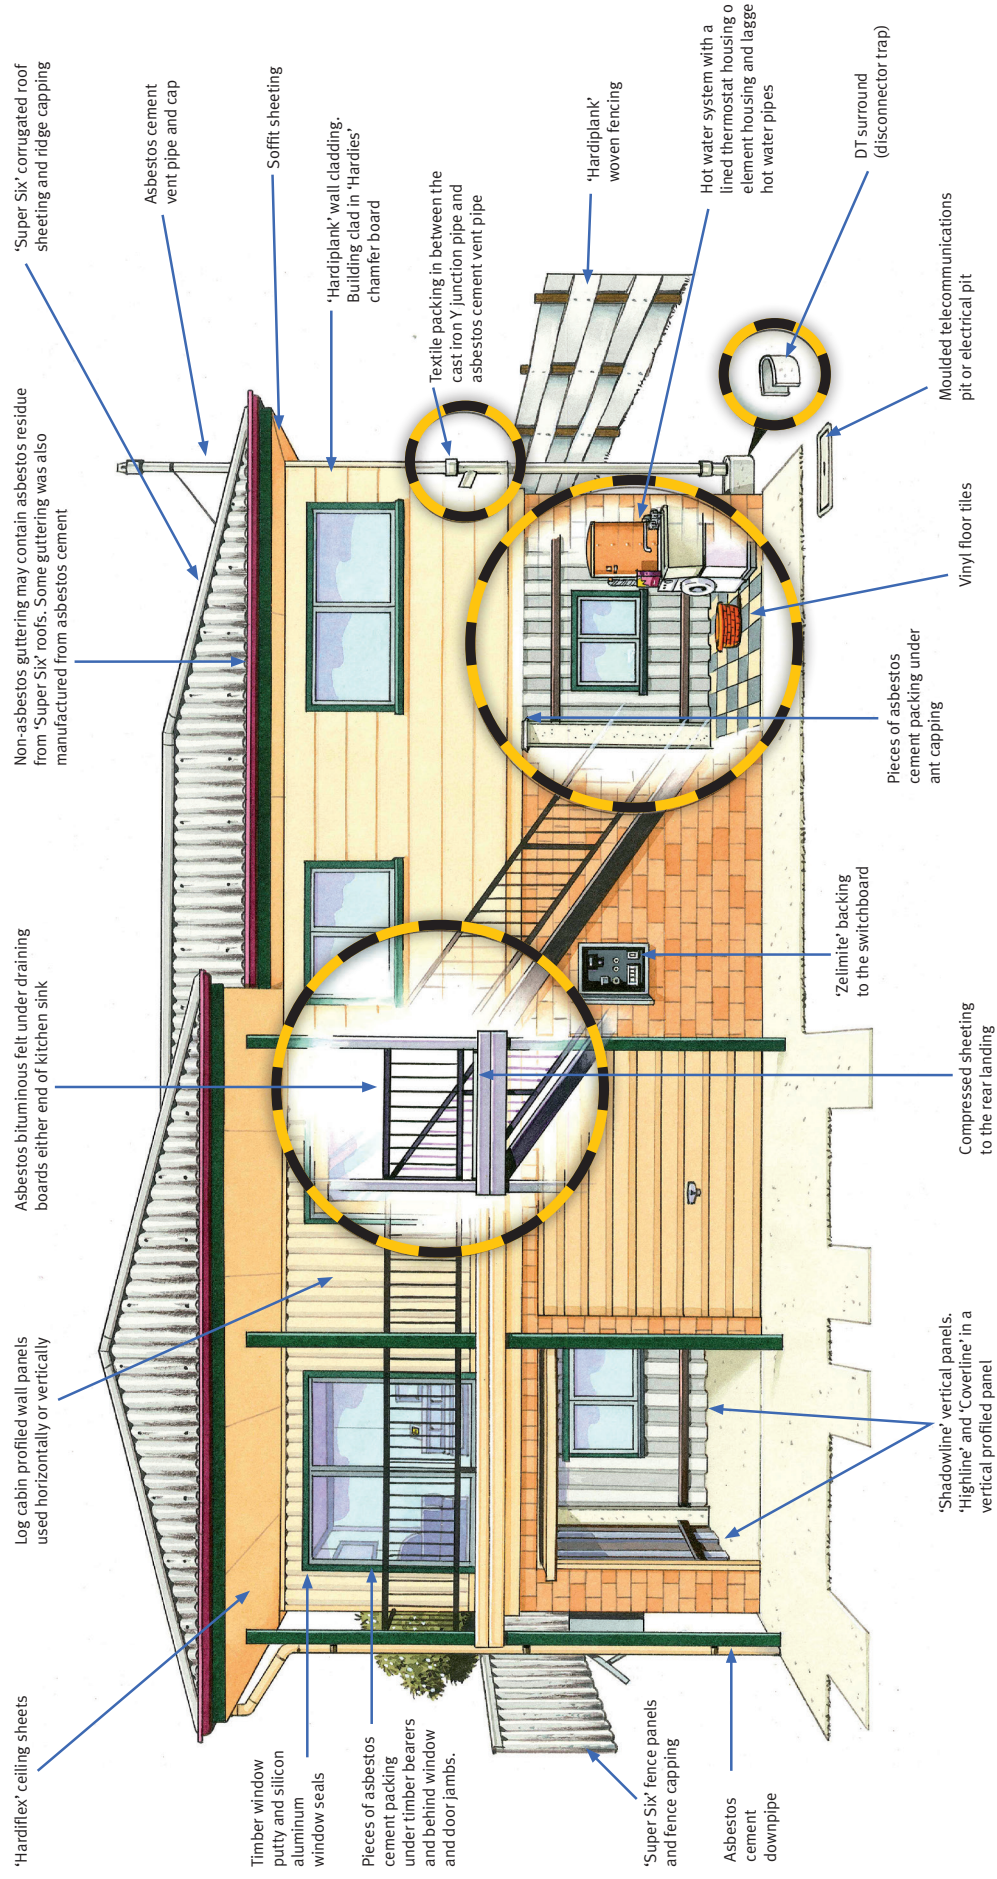 ‘Hardiflex’ ceiling sheets
Log cabin profiled wall panels
used horizontally or vertically
Asbestos bituminous felt under draining
boards either end of kitchen sink
Non-asbestos guttering may contain asbestos residue
from ‘Super Six’ roofs. Some guttering was also
manufactured from asbestos cement
‘Super Six’ corrugated roof
sheeting and ridge capping
Asbestos cement
vent pipe and cap
Soffit sheeting
‘Hardiplank’ wall cladding.
Building clad in ‘Hardies’
chamfer board
Textile packing in between the
cast iron Y junction pipe and
asbestos cement vent pipe
‘Hardiplank’
woven fencing
Hot water system with a
lined thermostat housing o
element housing and lagge
hot water pipes
DT surround
(disconnector trap)
Moulded telecommunications
pit or electrical pit
Vinyl floor tiles
Pieces of asbestos
cement packing under
ant capping
‘Zelimite’ backing
to the switchboard
Compressed sheeting
to the rear landing
‘Shadowline’ vertical panels.
‘Highline’ and ‘Coverline’ in a
vertical profiled panel
Timber window
putty and silicon
aluminum
window seals
Pieces of asbestos
cement packing
under timber bearers
and behind window
and door jambs.
‘Super Six’ fence panels
and fence capping
Asbestos
cement
downpipe